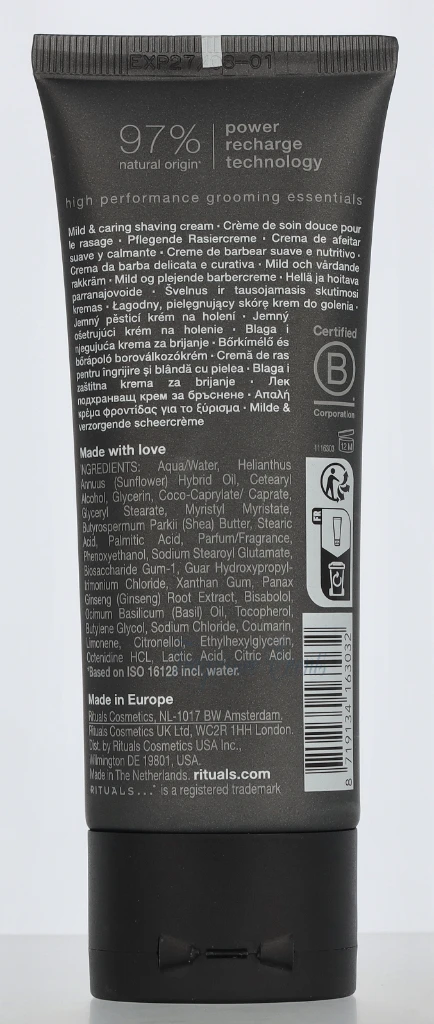 97%
natural origin*
power
recharge
technology
high performance grooming essentials
Mild & caring shaving cream · Crème de soin douce pour
le rasage · Pflegende Rasiercreme · Crema de afeitar
suave y calmante · Creme de barbear suave e nutritivo ·
Crema da barba delicata e curativa · Mild och vårdande
rakkräm · Mild og plejende barbercreme · Hellä ja hoitava
parranajovoide · Švelnus ir tausojamasis skutimosi
kremas · Łagodny, pielęgnujący skórę krem do golenia ·
Jemný pěsticí krém na holení · Jemný
ošetrujúci krém na holenie · Blaga i
njegujuća krema za brijanje · Bőrkímélő és
bőrápoló borotválkozókrém · Cremă de ras
pentru îngrijire şi blândă cu pielea · Blaga i
zaštitna krema za brijanje · Лек
подхранващ крем за бръснене · Απαλή
κρέμα φροντίδας για το ξύρισμα · Milde &
verzorgende scheercrème
Certified
B
Corporation
1116303
12 M
Made with love
INGREDIENTS: Aqua/Water, Helianthus
Annuus (Sunflower) Hybrid Oil, Cetearyl
Alcohol, Glycerin, Coco-Caprylate/ Caprate,
Glyceryl Stearate, Myristyl Myristate,
Butyrospermum Parkii (Shea) Butter, Stearic
Acid, Palmitic Acid, Parfum/Fragrance,
Phenoxyethanol, Sodium Stearoyl Glutamate,
Biosaccharide Gum-1, Guar Hydroxypropyl-
trimonium Chloride, Xanthan Gum, Panax
Ginseng (Ginseng) Root Extract, Bisabolol,
Ocimum Basilicum (Basil) Oil, Tocopherol,
Butylene Glycol, Sodium Chloride, Coumarin,
Limonene, Citronellol, Ethylhexylglycerin,
Octenidine HCL, Lactic Acid, Citric Acid.
*Based on ISO 16128 incl. water.
FR
8 719134 163032
Made in Europe
Rituals Cosmetics, NL-1017 BW Amsterdam.
Rituals Cosmetics UK Ltd, WC2R 1HH London.
Dist. by Rituals Cosmetics USA Inc.,
Wilmington DE 19801, USA.
Made in The Netherlands. rituals.com
RITUALS...® is a registered trademark